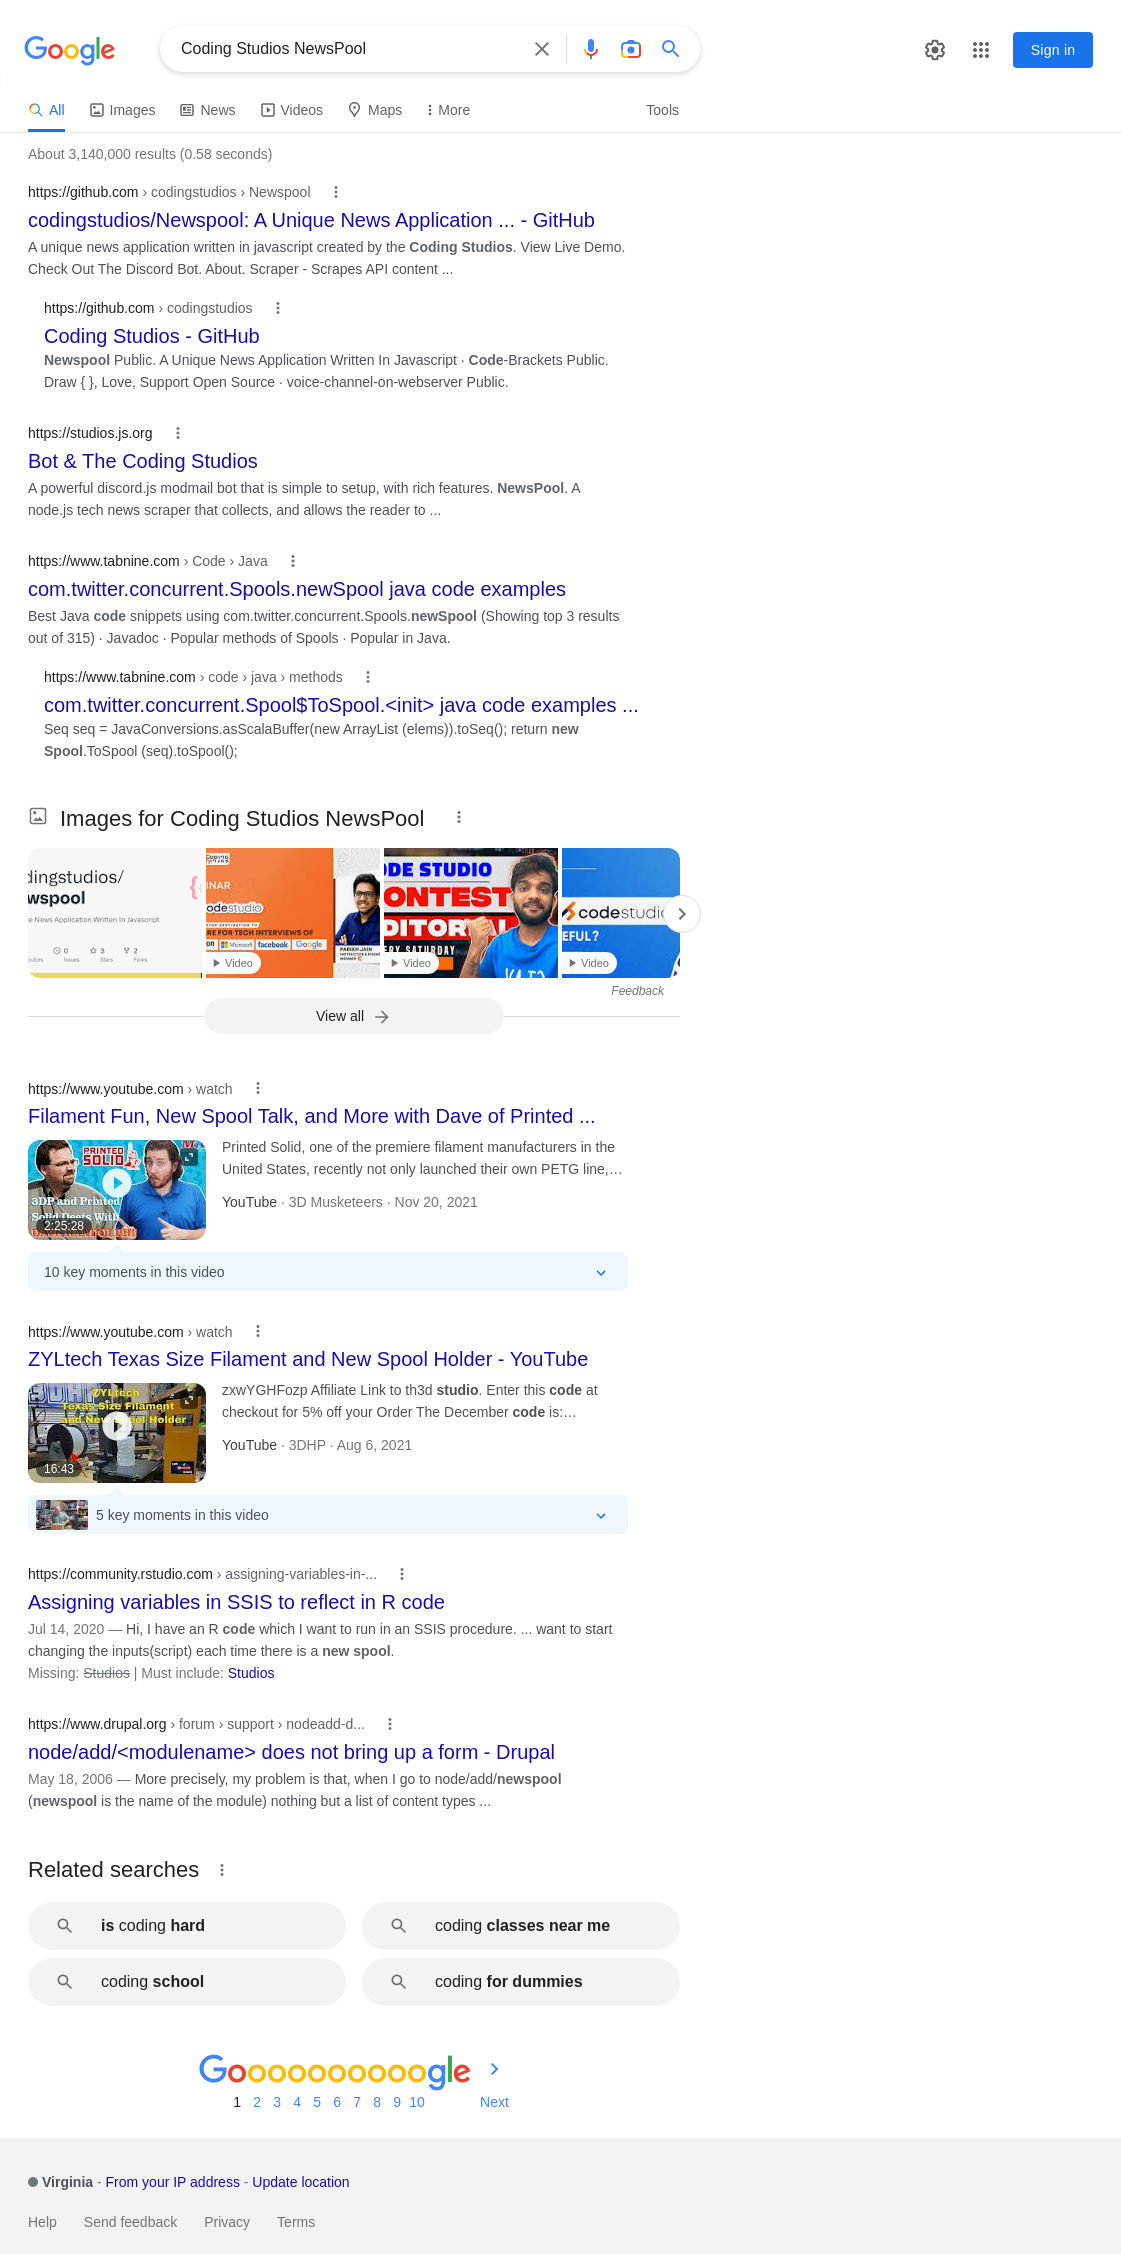 Google
Coding Studios NewsPool
Sign in
All Images News Videos Maps More Tools
About 3,140,000 results (0.58 seconds)
https://github.com › codingstudios › Newspool
codingstudios/Newspool: A Unique News Application ... - GitHub
A unique news application written in javascript created by the Coding Studios. View Live Demo.
Check Out The Discord Bot. About. Scraper - Scrapes API content ...
https://github.com › codingstudios
Coding Studios - GitHub
Newspool Public. A Unique News Application Written In Javascript · Code-Brackets Public.
Draw { }, Love, Support Open Source · voice-channel-on-webserver Public.
https://studios.js.org
Bot & The Coding Studios
A powerful discord.js modmail bot that is simple to setup, with rich features. NewsPool. A
node.js tech news scraper that collects, and allows the reader to ...
https://www.tabnine.com › Code › Java
com.twitter.concurrent.Spools.newSpool java code examples
Best Java code snippets using com.twitter.concurrent.Spools.newSpool (Showing top 3 results
out of 315) · Javadoc · Popular methods of Spools · Popular in Java.
https://www.tabnine.com › code › java › methods
com.twitter.concurrent.Spool$ToSpool.<init> java code examples ...
Seq seq = JavaConversions.asScalaBuffer(new ArrayList (elems)).toSeq(); return new
Spool.ToSpool (seq).toSpool();
Images for Coding Studios NewsPool
dingstudios/
wspool
e News Application Written In Javascript
Issues Stars Forks
INAR
codestudio
RE FOR TECH INTERVIEWS OF
Microsoft facebook Google
PARIKH JAIN
Video
ODE STUDIO
CONTEST
DITORIAL
ERY SATURDAY
Video
codestudio
EFUL?
Video
Feedback
View all
https://www.youtube.com › watch
Filament Fun, New Spool Talk, and More with Dave of Printed ...
PRINTED
SOLID
3DP and Printed
Solid Deets With
2:25:28
Printed Solid, one of the premiere filament manufacturers in the
United States, recently not only launched their own PETG line,…
YouTube · 3D Musketeers · Nov 20, 2021
10 key moments in this video
https://www.youtube.com › watch
ZYLtech Texas Size Filament and New Spool Holder - YouTube
ZYLtech
Texas Size Filament
and New Spool Holder
16:43
zxwYGHFozp Affiliate Link to th3d studio. Enter this code at
checkout for 5% off your Order The December code is:…
YouTube · 3DHP · Aug 6, 2021
5 key moments in this video
https://community.rstudio.com › assigning-variables-in-...
Assigning variables in SSIS to reflect in R code
Jul 14, 2020 — Hi, I have an R code which I want to run in an SSIS procedure. ... want to start
changing the inputs(script) each time there is a new spool.
Missing: Studios | Must include: Studios
https://www.drupal.org › forum › support › nodeadd-d...
node/add/<modulename> does not bring up a form - Drupal
May 18, 2006 — More precisely, my problem is that, when I go to node/add/newspool
(newspool is the name of the module) nothing but a list of content types ...
Related searches
is coding hard
coding classes near me
coding school
coding for dummies
Goooooooooogle
1 2 3 4 5 6 7 8 9 10 Next
Virginia - From your IP address - Update location
Help Send feedback Privacy Terms